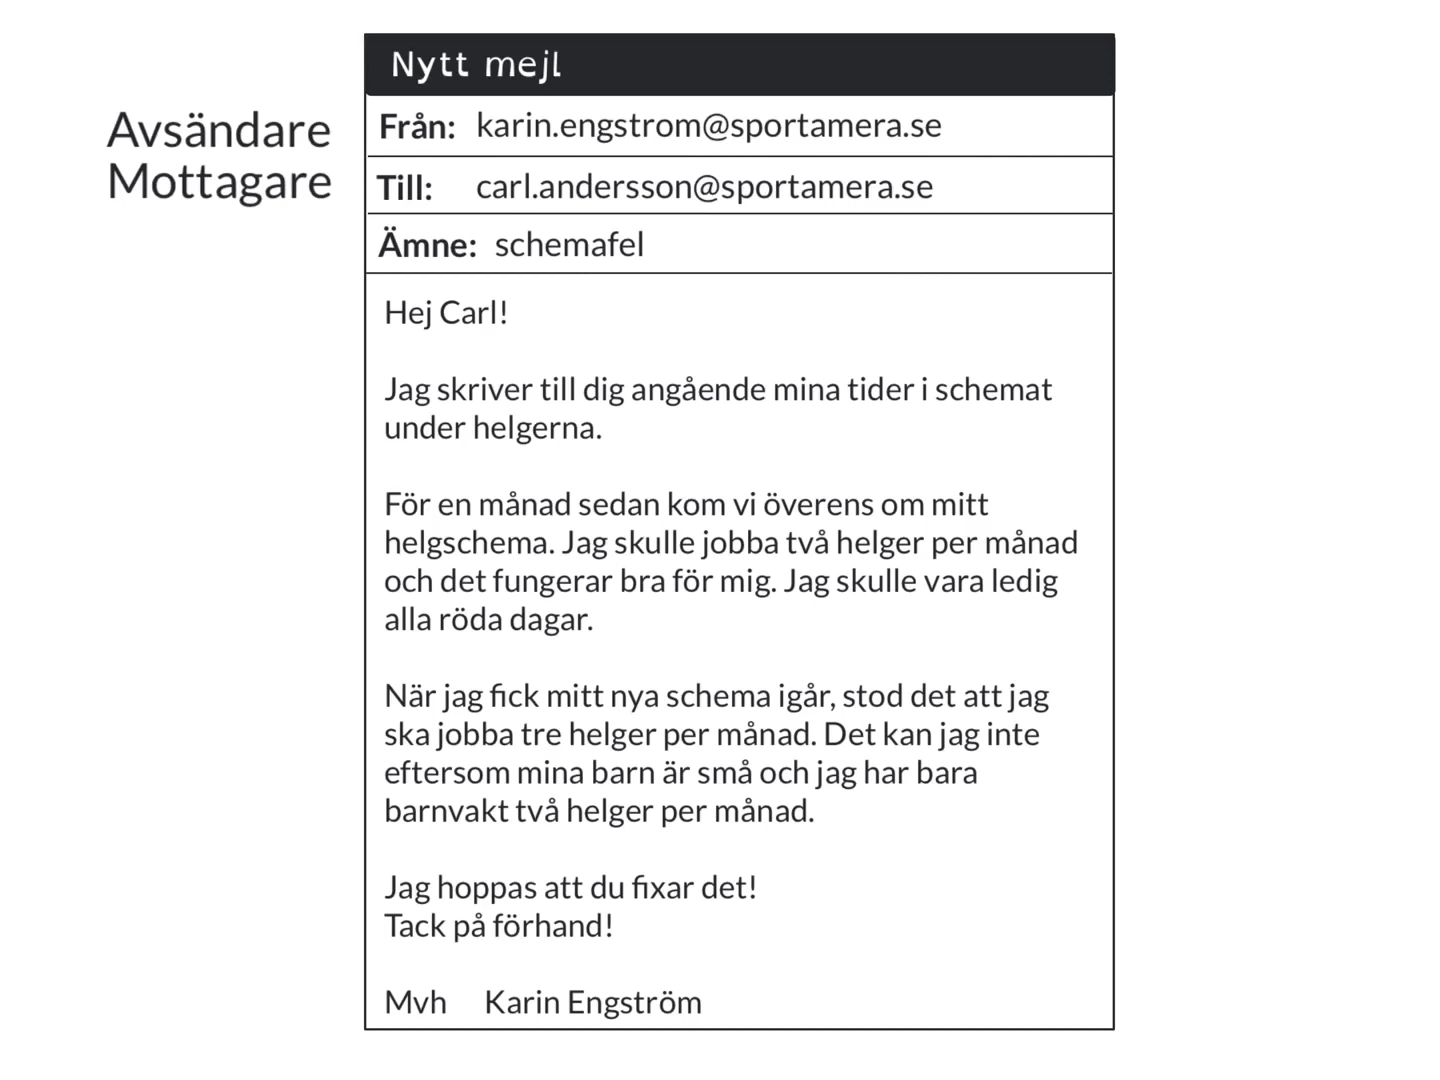 Nytt mejl
Avsändare
Mottagare
Från: karin.engstrom@sportamera.se
Till: carl.andersson@sportamera.se
Ämne: schemafel
Hej Carl!
Jag skriver till dig angående mina tider i schemat
under helgerna.
För en månad sedan kom vi överens om mitt
helgschema. Jag skulle jobba två helger per månad
och det fungerar bra för mig. Jag skulle vara ledig
alla röda dagar.
När jag fick mitt nya schema igår, stod det att jag
ska jobba tre helger per månad. Det kan jag inte
eftersom mina barn är små och jag har bara
barnvakt två helger per månad.
Jag hoppas att du fixar det!
Tack på förhand!
Mvh Karin Engström